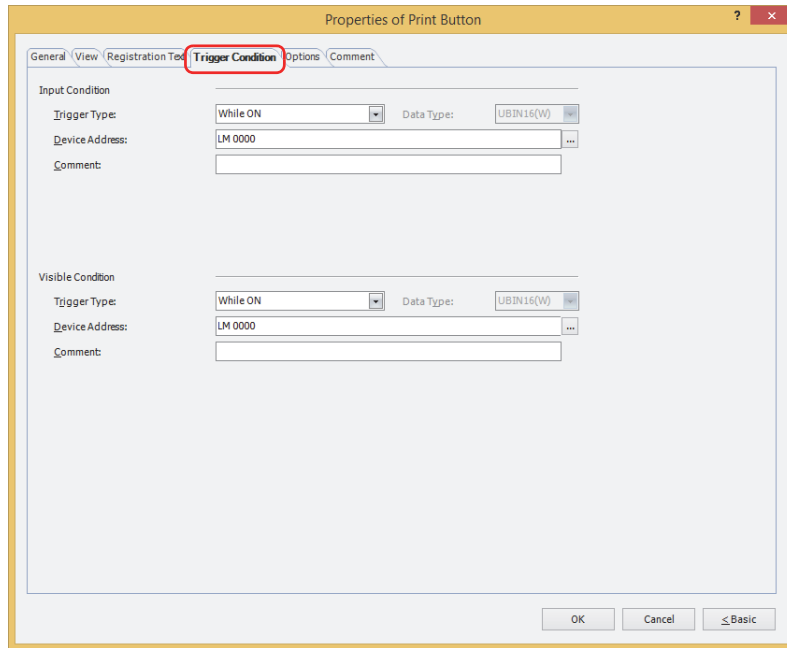 Properties of Print Button ? ×
General View Registration Text Trigger Condition Options Comment
Input Condition
Trigger Type: While ON Data Type: UBIN16(W)
Device Address: LM 0000 ...
Comment:
Visible Condition
Trigger Type: While ON Data Type: UBIN16(W)
Device Address: LM 0000 ...
Comment:
OK Cancel < Basic